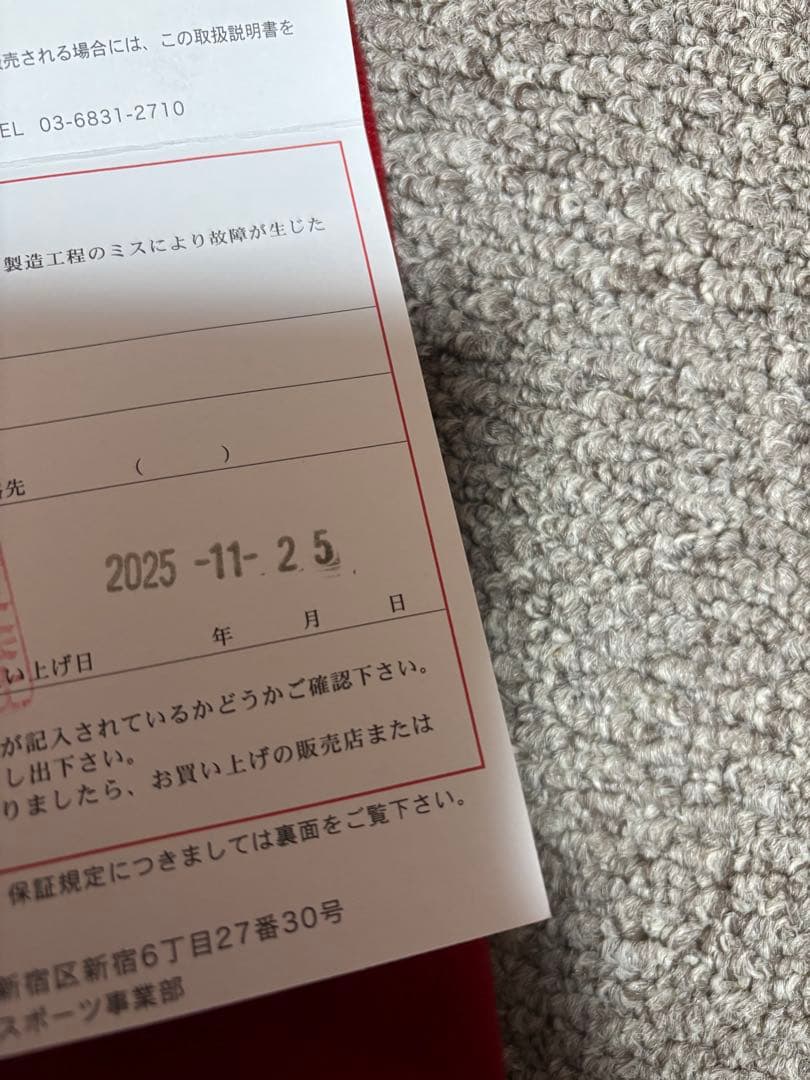 売される場合には、この取扱説明書を
EL 03-6831-2710
製造工程のミスにより故障が生じた
先 ( )
2025 -11- 25
い上げ日 年 月 日
が記入されているかどうかご確認下さい。
し出下さい。
りましたら、お買い上げの販売店または
保証規定につきましては裏面をご覧下さい。
新宿区新宿6丁目27番30号
スポーツ事業部